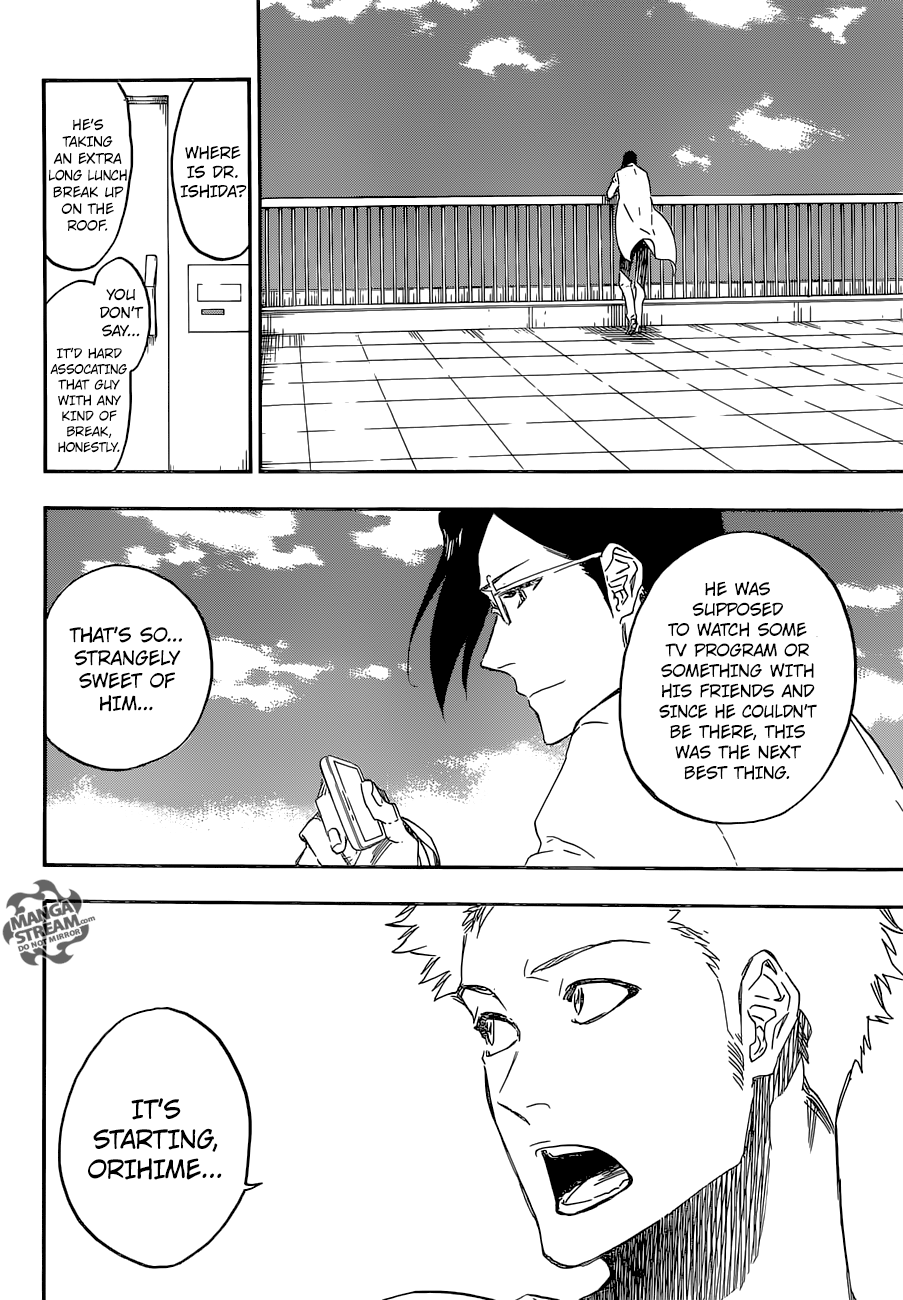 WHERE
IS DR.
ISHIDA?
HE'S
TAKING
AN EXTRA
LONG LUNCH
BREAK UP
ON THE
ROOF.
YOU
DON'T
SAY...
IT'D HARD
ASSOCATING
THAT GUY
WITH ANY
KIND OF
BREAK,
HONESTLY.
HE WAS
SUPPOSED
TO WATCH SOME
TV PROGRAM OR
SOMETHING WITH
HIS FRIENDS AND
SINCE HE COULDN'T
BE THERE, THIS
WAS THE NEXT
BEST THING.
THAT'S SO...
STRANGELY
SWEET OF
HIM...
MANGA
STREAM.com
DO NOT MIRROR
IT'S
STARTING,
ORIHIME...